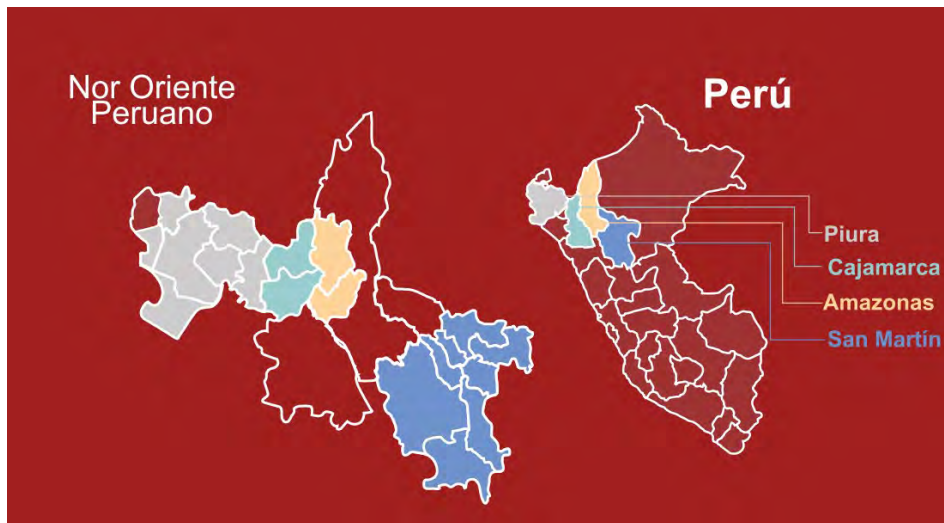 Nor Oriente
Peruano
Perú
Piura
Cajamarca
Amazonas
San Martín